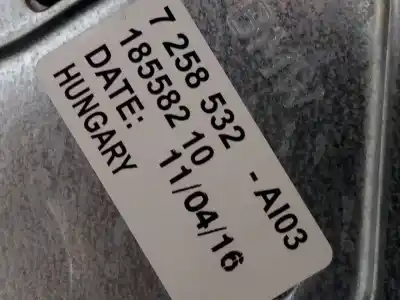 7 258 532 - AI03
185582 10
DATE: 11/04/16
HUNGARY